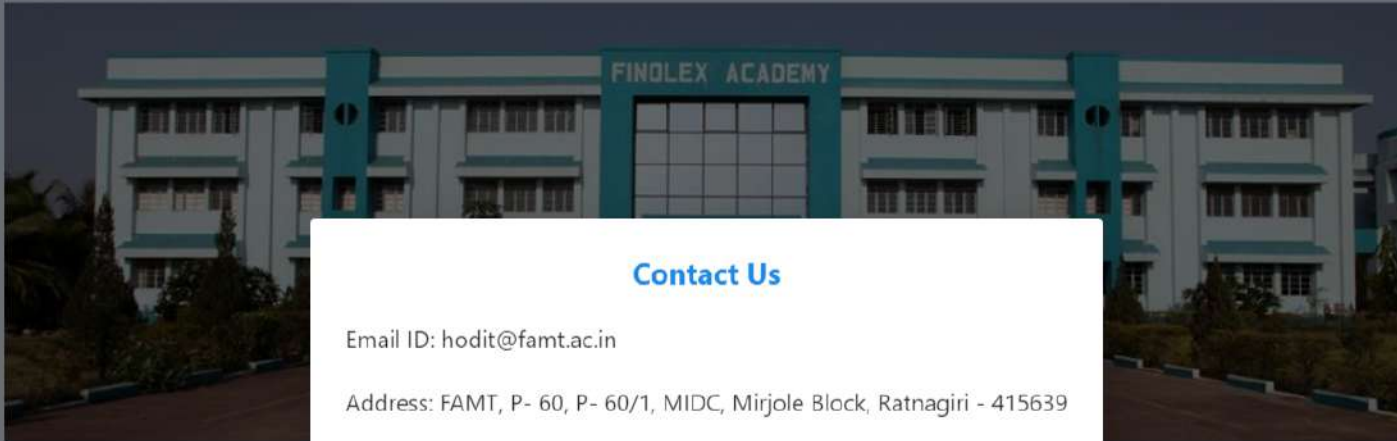 FINOLEX ACADEMY
Contact Us
Email ID: hodit@famt.ac.in
Address: FAMT, P- 60, P- 60/1, MIDC, Mirjole Block, Ratnagiri - 415639